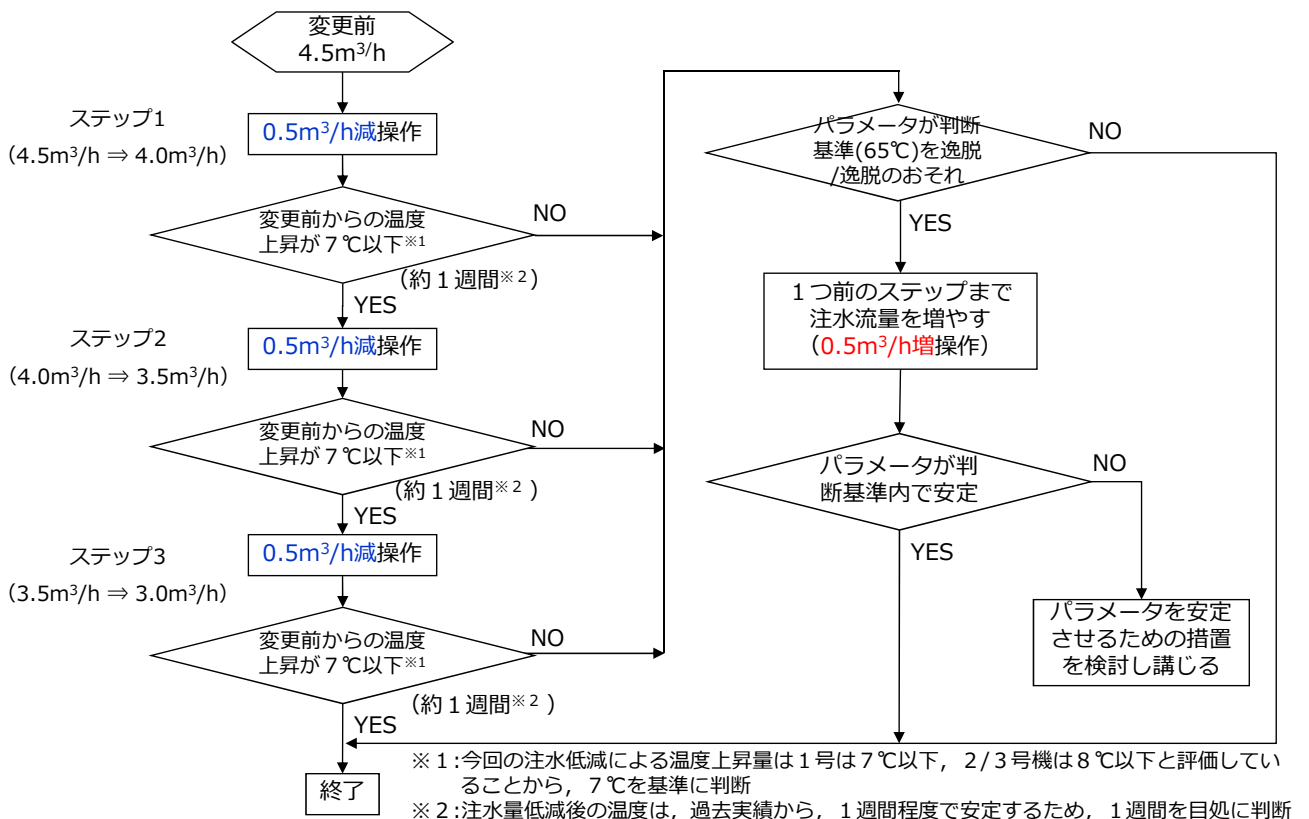 変更前
4.5m³/h
ステップ1
(4.5m³/h ⇒ 4.0m³/h)
0.5m³/h減操作
変更前からの温度
上昇が７℃以下※1
NO
(約１週間※2)
YES
ステップ2
(4.0m³/h ⇒ 3.5m³/h)
0.5m³/h減操作
変更前からの温度
上昇が７℃以下※1
NO
(約１週間※2)
YES
ステップ3
(3.5m³/h ⇒ 3.0m³/h)
0.5m³/h減操作
変更前からの温度
上昇が７℃以下※1
NO
(約１週間※2)
YES
終了
パラメータが判断
基準(65℃)を逸脱
/逸脱のおそれ
NO
YES
１つ前のステップまで
注水流量を増やす
(0.5m³/h増操作)
パラメータが判
断基準内で安定
NO
YES
パラメータを安定
させるための措置
を検討し講じる
※１:今回の注水低減による温度上昇量は１号は７℃以下，２/３号機は８℃以下と評価してい
ることから，７℃を基準に判断
※２:注水量低減後の温度は，過去実績から，１週間程度で安定するため，１週間を目処に判断